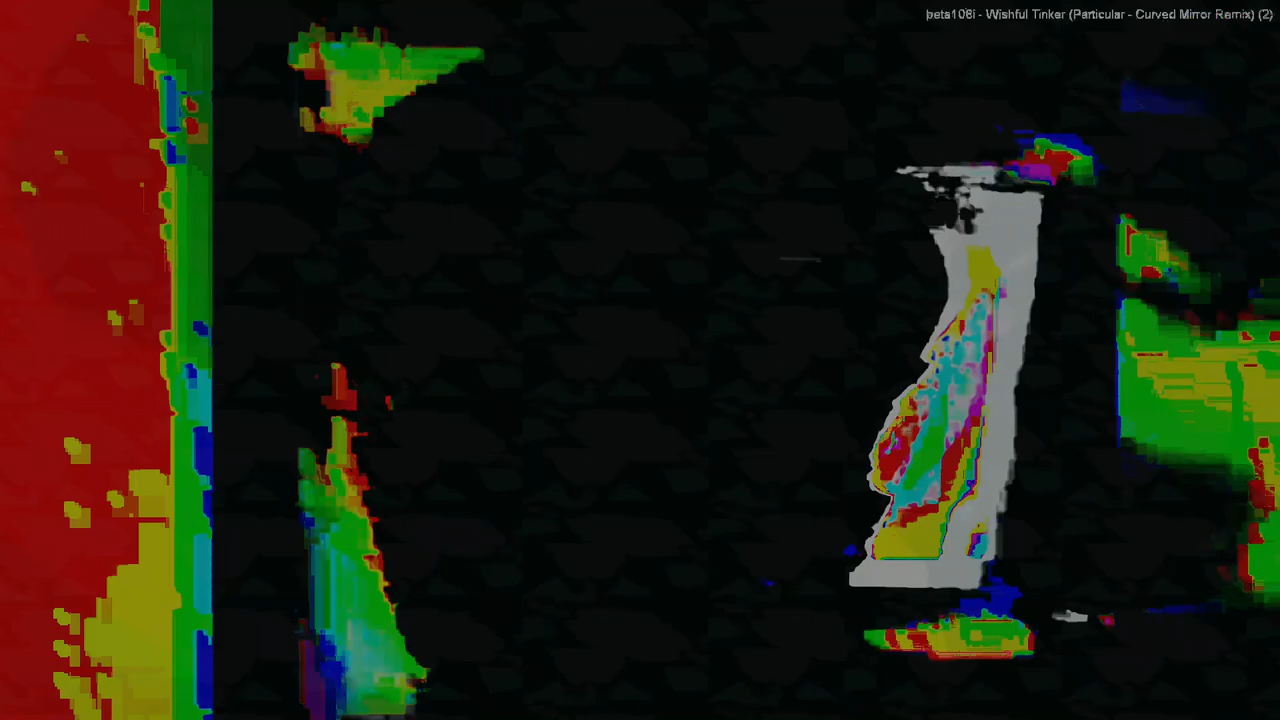 beta106i - Wishful Tinker (Particular - Curved Mirror Remix) (2)